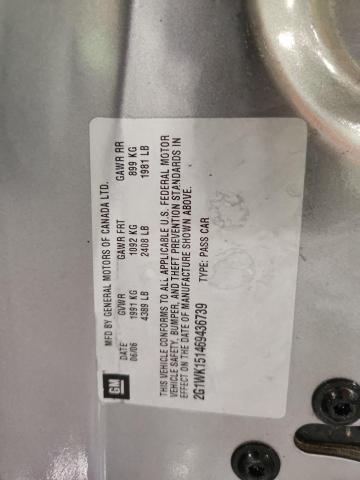 MFD BY GENERAL MOTORS OF CANADA LTD.
DATE GVWR GAWR FRT GAWR RR
06/06 1991 KG 1092 KG 899 KG
4389 LB 2408 LB 1981 LB
GM
THIS VEHICLE CONFORMS TO ALL APPLICABLE U.S. FEDERAL MOTOR
VEHICLE SAFETY, BUMPER, AND THEFT PREVENTION STANDARDS IN
EFFECT ON THE DATE OF MANUFACTURE SHOWN ABOVE.
2G1WK151469436739 TYPE: PASS CAR